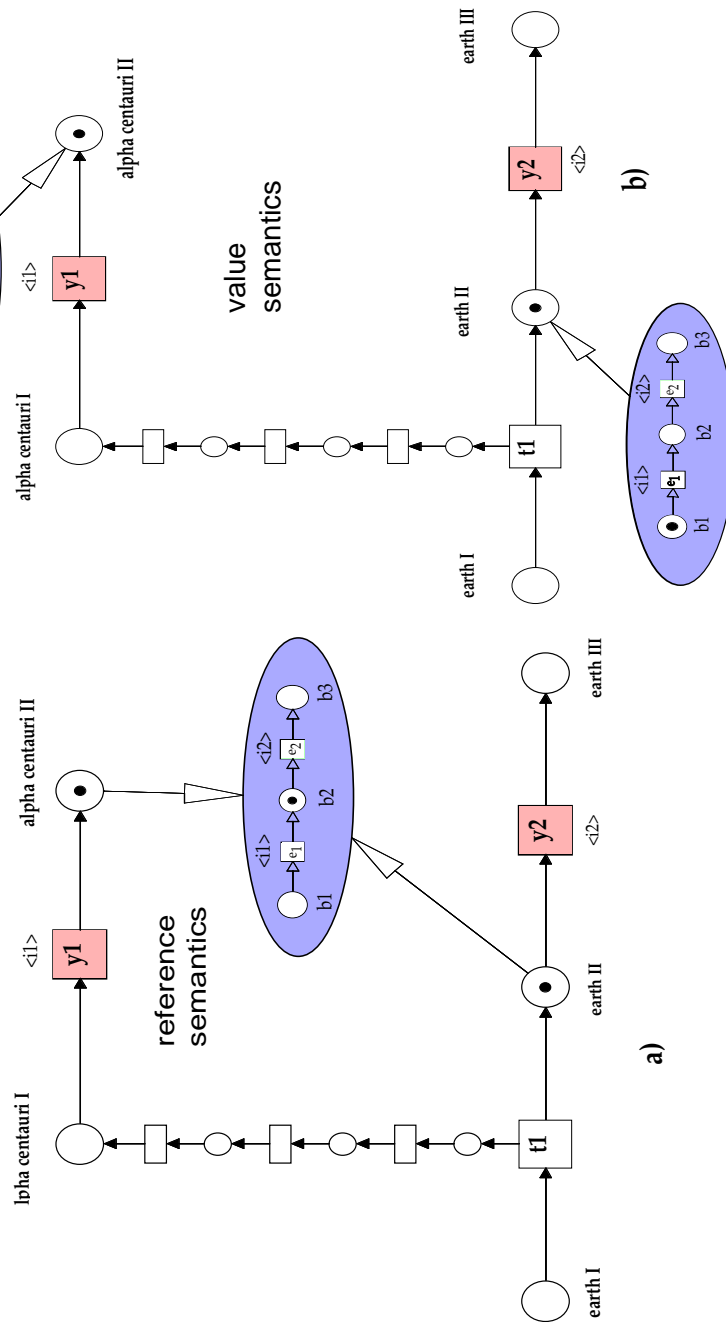 lpha centauri I
alpha centauri II
<i1>
y1
reference
semantics
<i1>
<i2>
e1
e2
b1
b2
b3
t1
y2
<i2>
earth I
earth II
earth III
a)
alpha centauri I
<i1>
y1
alpha centauri II
value
semantics
earth I
t1
earth II
y2
<i2>
earth III
<i1>
<i2>
e1
e2
b1
b2
b3
b)